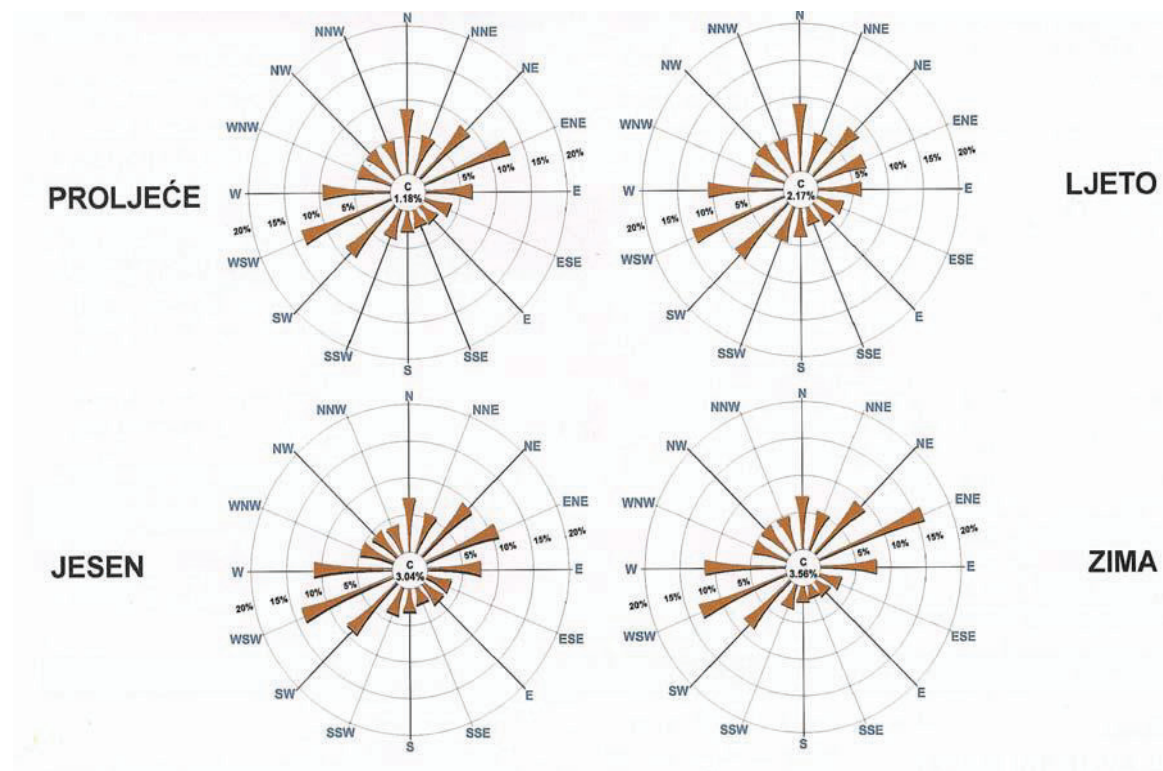 PROLJEĆE
N
NNE
NE
ENE
E
ESE
E
SSE
S
SSW
SW
WSW
W
WNW
NW
NNW
C
1.18%
5%
10%
15%
20%
5%
10%
15%
20%
LJETO
N
NNE
NE
ENE
E
ESE
E
SSE
S
SSW
SW
WSW
W
WNW
NW
NNW
C
2.17%
5%
10%
15%
20%
5%
10%
15%
20%
JESEN
N
NNE
NE
ENE
E
ESE
E
SSE
S
SSW
SW
WSW
W
WNW
NW
NNW
C
3.04%
5%
10%
15%
20%
5%
10%
15%
20%
ZIMA
N
NNE
NE
ENE
E
ESE
E
SSE
S
SSW
SW
WSW
W
WNW
NW
NNW
C
3.56%
5%
10%
15%
20%
5%
10%
15%
20%